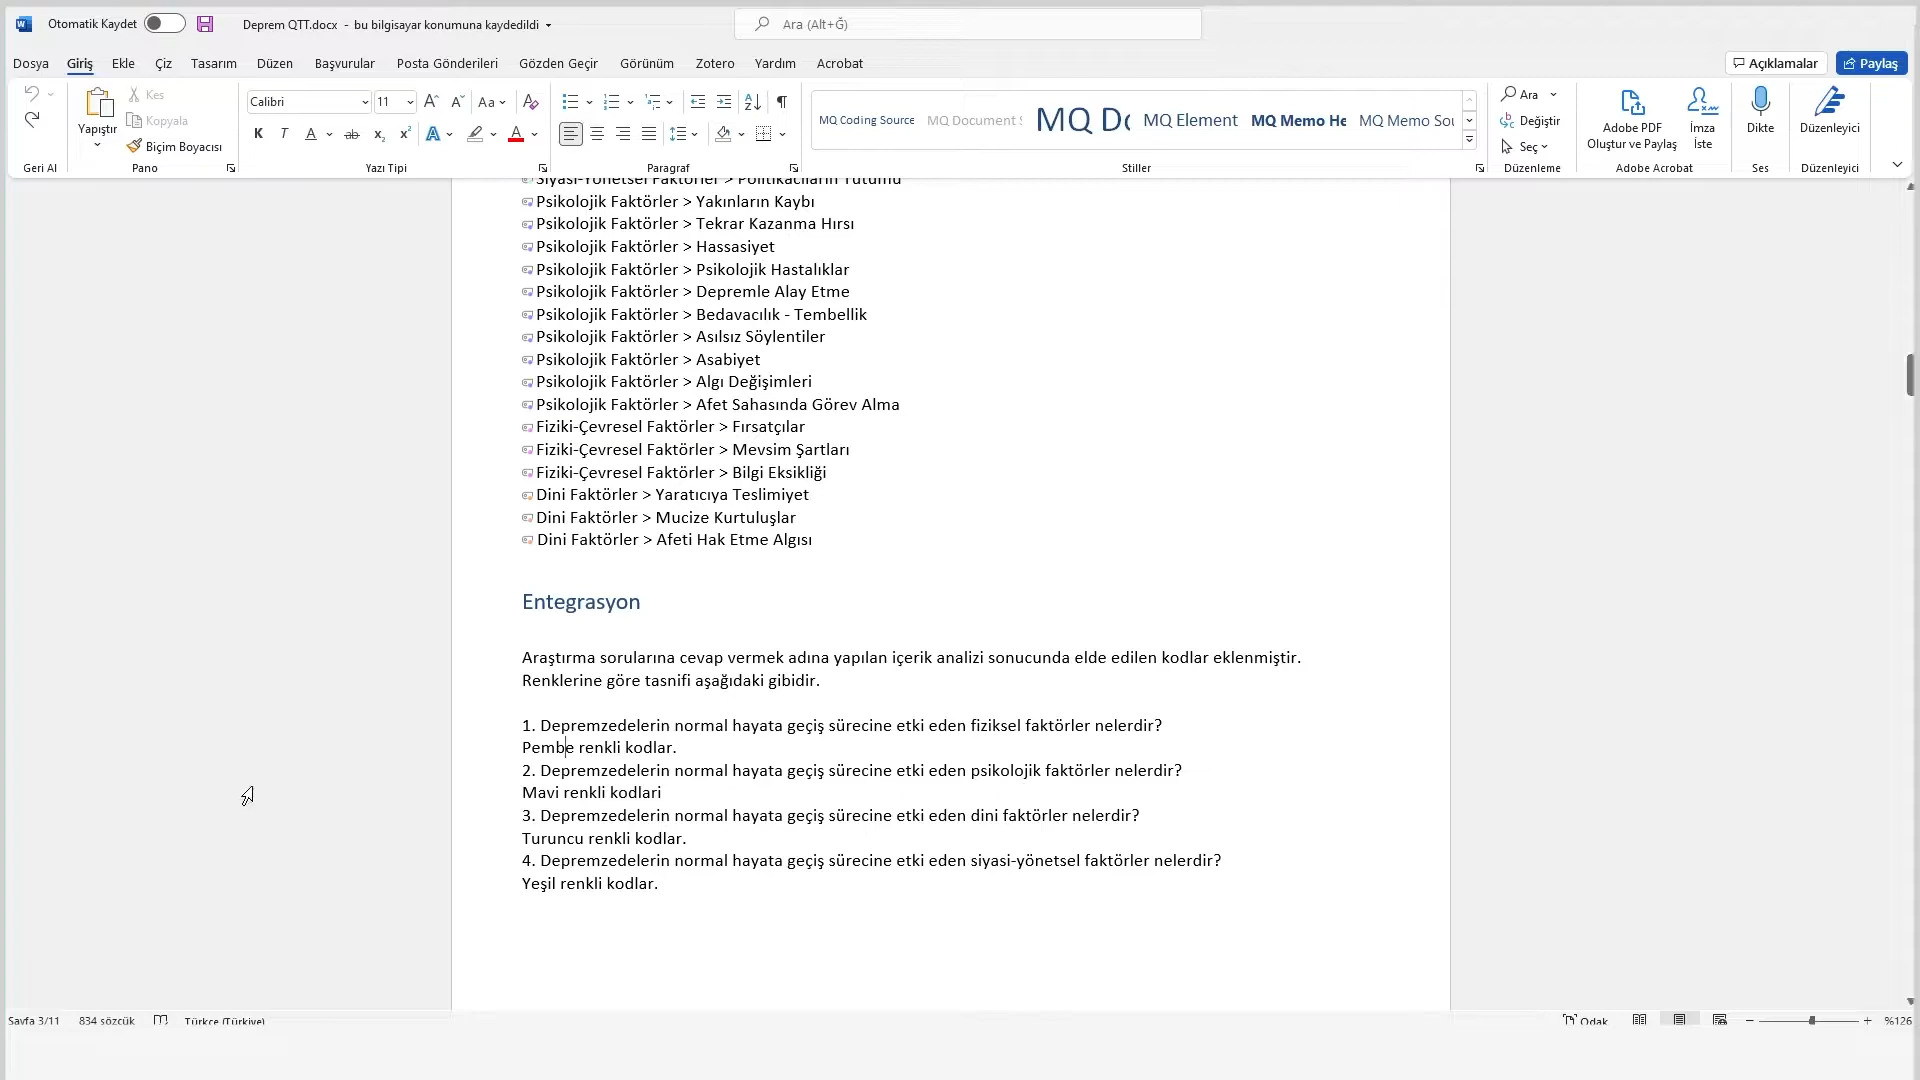 Otomatik Kaydet
Deprem QTT.docx - bu bilgisayar konumuna kaydedildi
Ara (Alt+Ğ)
Dosya Giriş Ekle Çiz Tasarım Düzen Başvurular Posta Gönderileri Gözden Geçir Görünüm Zotero Yardım Acrobat
Açıklamalar Paylaş
Yapıştır
Kes
Kopyala
Biçim Boyacısı
Calibri 11
MQ Coding Source
MQ Element
MQ Memo He
MQ Memo Sou
Ara
Değiştir
Seç
Adobe PDF
Oluştur ve Paylaş
İmza
İste
Dikte
Düzenleyici
Geri Al Pano Yazı Tipi Paragraf Stiller Düzenleme Adobe Acrobat Ses Düzenleyici
Siyasi-Yönetsel Faktörler > Politikacıların Tutumu
Psikolojik Faktörler > Yakınların Kaybı
Psikolojik Faktörler > Tekrar Kazanma Hırsı
Psikolojik Faktörler > Hassasiyet
Psikolojik Faktörler > Psikolojik Hastalıklar
Psikolojik Faktörler > Depremle Alay Etme
Psikolojik Faktörler > Bedavacılık - Tembellik
Psikolojik Faktörler > Asılsız Söylentiler
Psikolojik Faktörler > Asabiyet
Psikolojik Faktörler > Algı Değişimleri
Psikolojik Faktörler > Afet Sahasında Görev Alma
Fiziki-Çevresel Faktörler > Fırsatçılar
Fiziki-Çevresel Faktörler > Mevsim Şartları
Fiziki-Çevresel Faktörler > Bilgi Eksikliği
Dini Faktörler > Yaratıcıya Teslimiyet
Dini Faktörler > Mucize Kurtuluşlar
Dini Faktörler > Afeti Hak Etme Algısı
Entegrasyon
Araştırma sorularına cevap vermek adına yapılan içerik analizi sonucunda elde edilen kodlar eklenmiştir.
Renklerine göre tasnifi aşağıdaki gibidir.
1. Depremzedelerin normal hayata geçiş sürecine etki eden fiziksel faktörler nelerdir?
Pembe renkli kodlar.
2. Depremzedelerin normal hayata geçiş sürecine etki eden psikolojik faktörler nelerdir?
Mavi renkli kodlari
3. Depremzedelerin normal hayata geçiş sürecine etki eden dini faktörler nelerdir?
Turuncu renkli kodlar.
4. Depremzedelerin normal hayata geçiş sürecine etki eden siyasi-yönetsel faktörler nelerdir?
Yeşil renkli kodlar.
Sayfa 3/11 834 sözcük Türkçe (Türkiye)
Odak %126